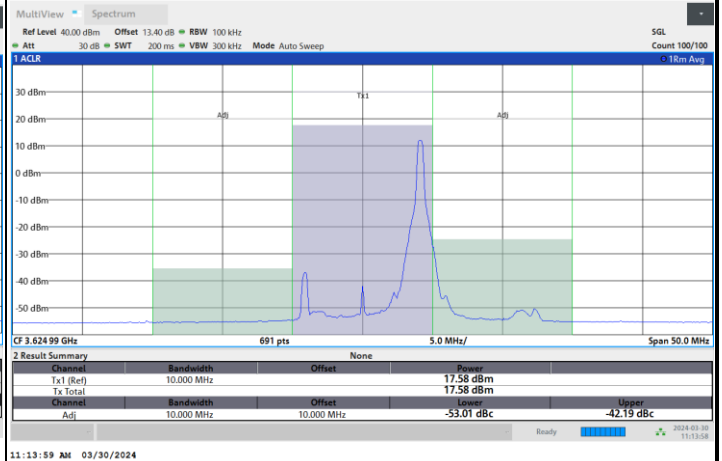 MultiView Spectrum
Ref Level 40.00 dBm Offset 13.40 dB RBW 100 kHz SGL
Att 30 dB SWT 200 ms VBW 300 kHz Mode Auto Sweep Count 100/100
1 ACLR 1Rm Avg
30 dBm
Tx1
20 dBm
Adj Adj
10 dBm
0 dBm
-10 dBm
-20 dBm
-30 dBm
-40 dBm
-50 dBm
CF 3.624 99 GHz 691 pts 5.0 MHz/ Span 50.0 MHz
2 Result Summary None
Channel Bandwidth Offset Power
Tx1 (Ref) 10.000 MHz 17.58 dBm
Tx Total 17.58 dBm
Channel Bandwidth Offset Lower Upper
Adj 10.000 MHz 10.000 MHz -53.01 dBc -42.19 dBc
Ready 2024-03-30
11:13:58
11:13:59 AM 03/30/2024